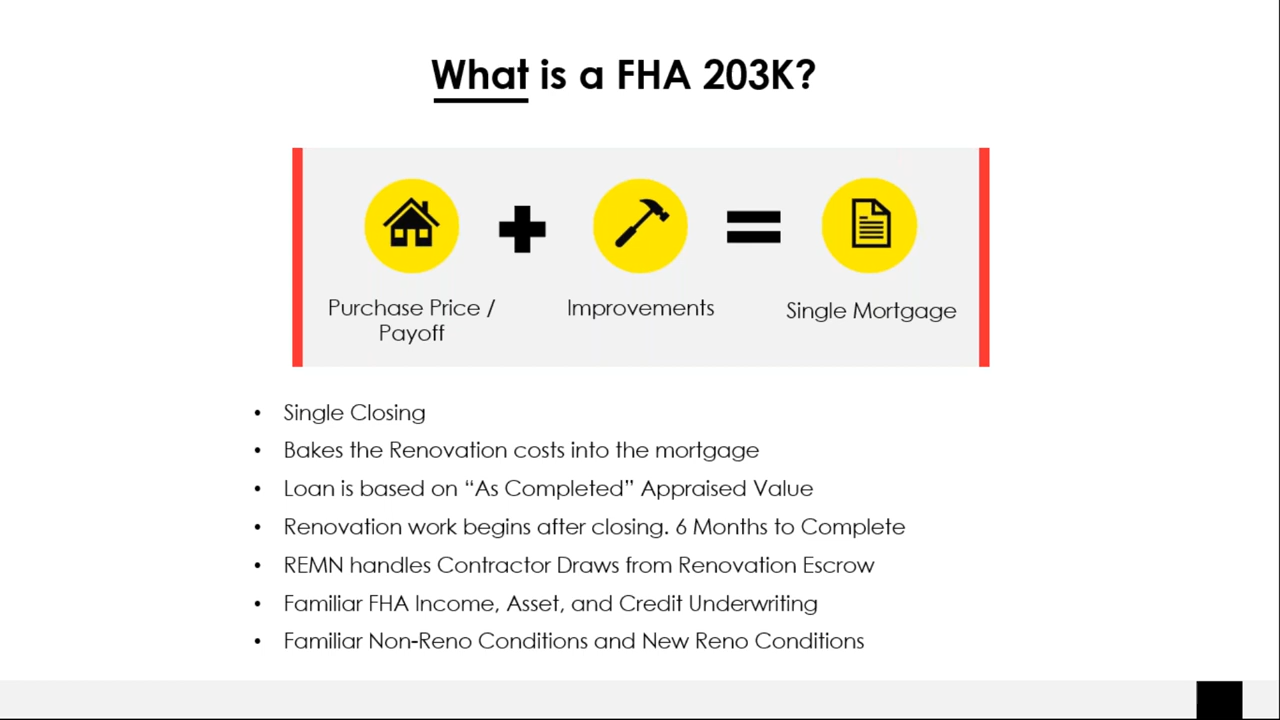 What is a FHA 203K?
Purchase Price /
Payoff
Improvements
Single Mortgage
• Single Closing
• Bakes the Renovation costs into the mortgage
• Loan is based on “As Completed” Appraised Value
• Renovation work begins after closing. 6 Months to Complete
• REMN handles Contractor Draws from Renovation Escrow
• Familiar FHA Income, Asset, and Credit Underwriting
• Familiar Non-Reno Conditions and New Reno Conditions